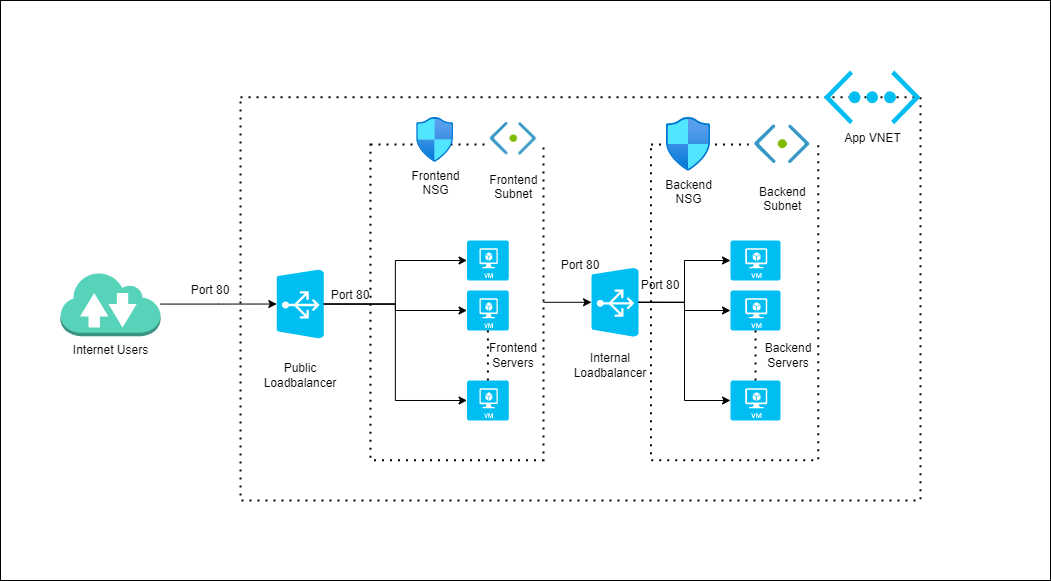 App VNET
Frontend
NSG
Frontend
Subnet
Backend
NSG
Backend
Subnet
Port 80
Internet Users
Public
Loadbalancer
Port 80
VM
VM
Frontend
Servers
VM
Port 80
Internal
Loadbalancer
Port 80
VM
VM
Backend
Servers
VM